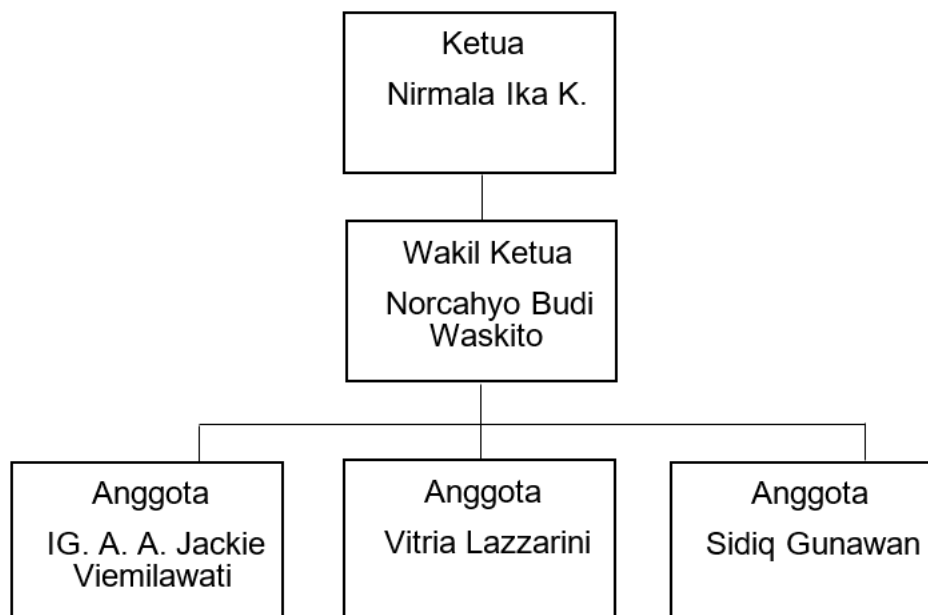 Ketua
Nirmala Ika K.
Wakil Ketua
Norcahyo Budi
Waskito
Anggota
IG. A. A. Jackie
Viemilawati
Anggota
Vitria Lazzarini
Anggota
Sidiq Gunawan